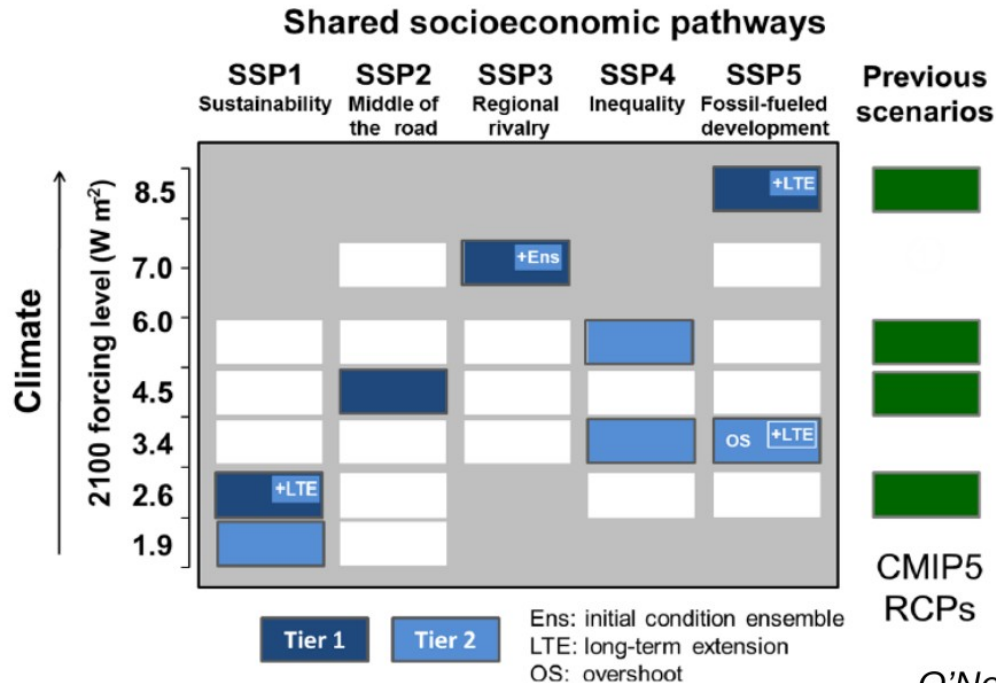 Shared socioeconomic pathways
SSP1 SSP2 SSP3 SSP4 SSP5
Sustainability Middle of the road Regional rivalry Inequality Fossil-fueled development
Previous scenarios
Climate
2100 forcing level (W m⁻²)
8.5 +LTE
7.0 +Ens
6.0
4.5
3.4 OS +LTE
2.6 +LTE
1.9
CMIP5
RCPs
Tier 1 Tier 2
Ens: initial condition ensemble
LTE: long-term extension
OS: overshoot